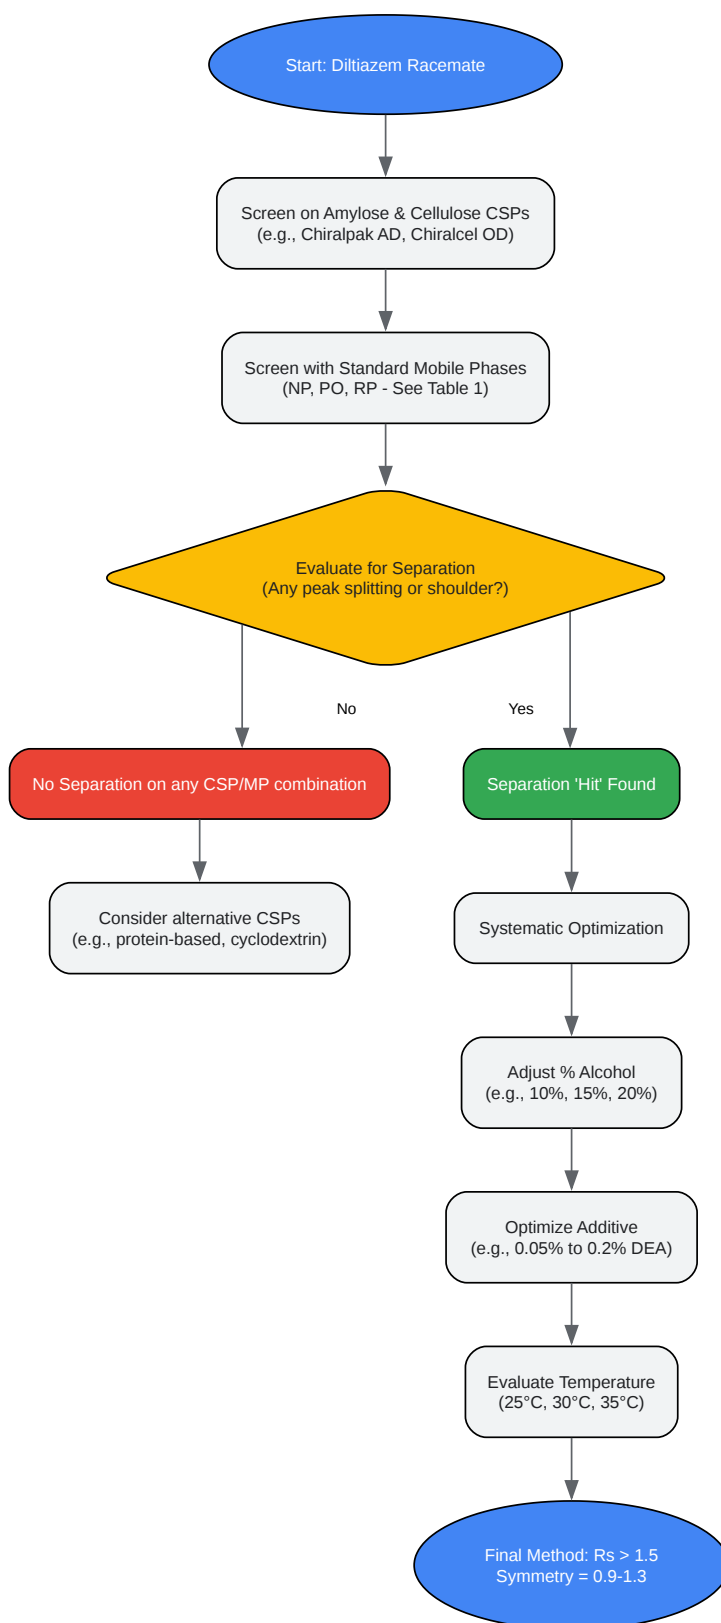 Start: Diltiazem Racemate
Screen on Amylose & Cellulose CSPs
(e.g., Chiralpak AD, Chiralcel OD)
Screen with Standard Mobile Phases
(NP, PO, RP - See Table 1)
Evaluate for Separation
(Any peak splitting or shoulder?)
No
Yes
No Separation on any CSP/MP combination
Separation 'Hit' Found
Consider alternative CSPs
(e.g., protein-based, cyclodextrin)
Systematic Optimization
Adjust % Alcohol
(e.g., 10%, 15%, 20%)
Optimize Additive
(e.g., 0.05% to 0.2% DEA)
Evaluate Temperature
(25°C, 30°C, 35°C)
Final Method: Rs > 1.5
Symmetry = 0.9-1.3